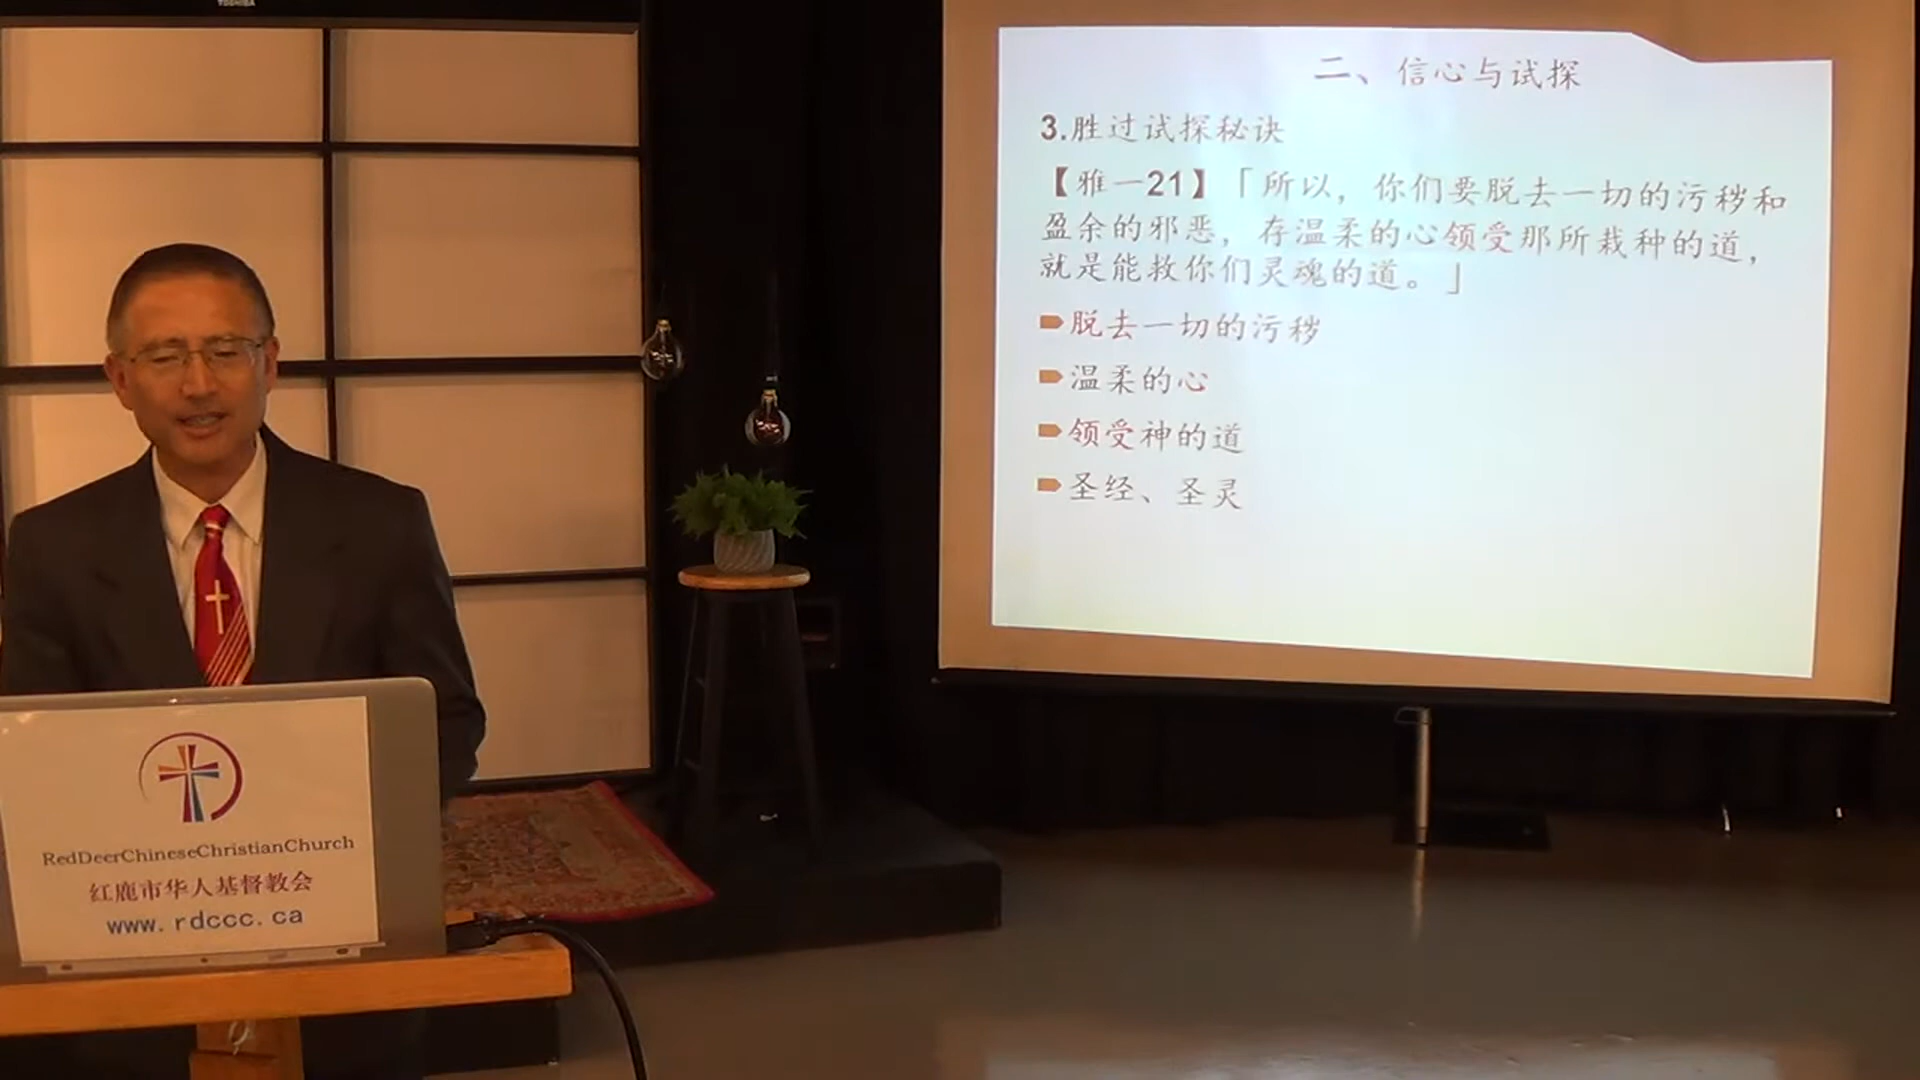 TOSHIBA
二、信心与试探
3.胜过试探秘诀
【雅一21】「所以，你们要脱去一切的污秽和
盈余的邪恶，存温柔的心领受那所栽种的道，
就是能救你们灵魂的道。」
脱去一切的污秽
温柔的心
领受神的道
圣经、圣灵
RedDeerChineseChristianChurch
红鹿市华人基督教会
www.rdccc.ca